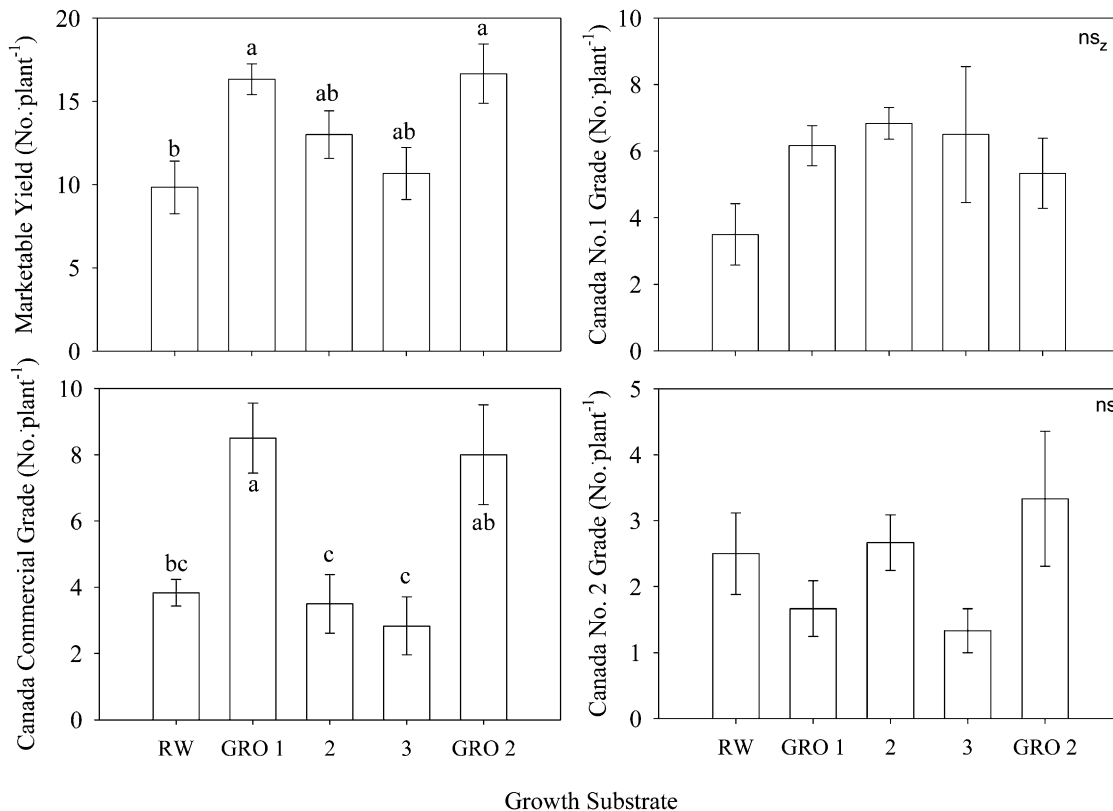 Marketable Yield (No. plant-1)
20
15
10
5
0
b
a
ab
ab
a
Canada No.1 Grade (No. plant-1)
10
8
6
4
2
0
nsz
Canada Commercial Grade (No. plant-1)
10
8
6
4
2
0
bc
a
c
c
ab
RW GRO 1 2 3 GRO 2
Canada No. 2 Grade (No. plant-1)
5
4
3
2
1
0
ns
RW GRO 1 2 3 GRO 2
Growth Substrate